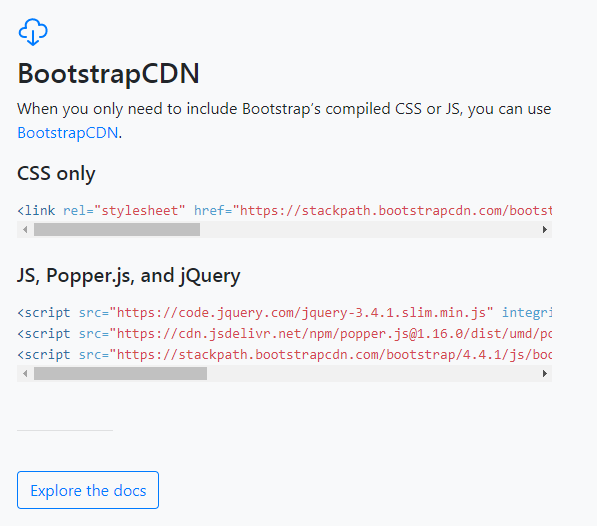 BootstrapCDN
When you only need to include Bootstrap’s compiled CSS or JS, you can use
BootstrapCDN.
CSS only
<link rel="stylesheet" href="https://stackpath.bootstrapcdn.com/bootst
JS, Popper.js, and jQuery
<script src="https://code.jquery.com/jquery-3.4.1.slim.min.js" integri
<script src="https://cdn.jsdelivr.net/npm/popper.js@1.16.0/dist/umd/po
<script src="https://stackpath.bootstrapcdn.com/bootstrap/4.4.1/js/boo
Explore the docs